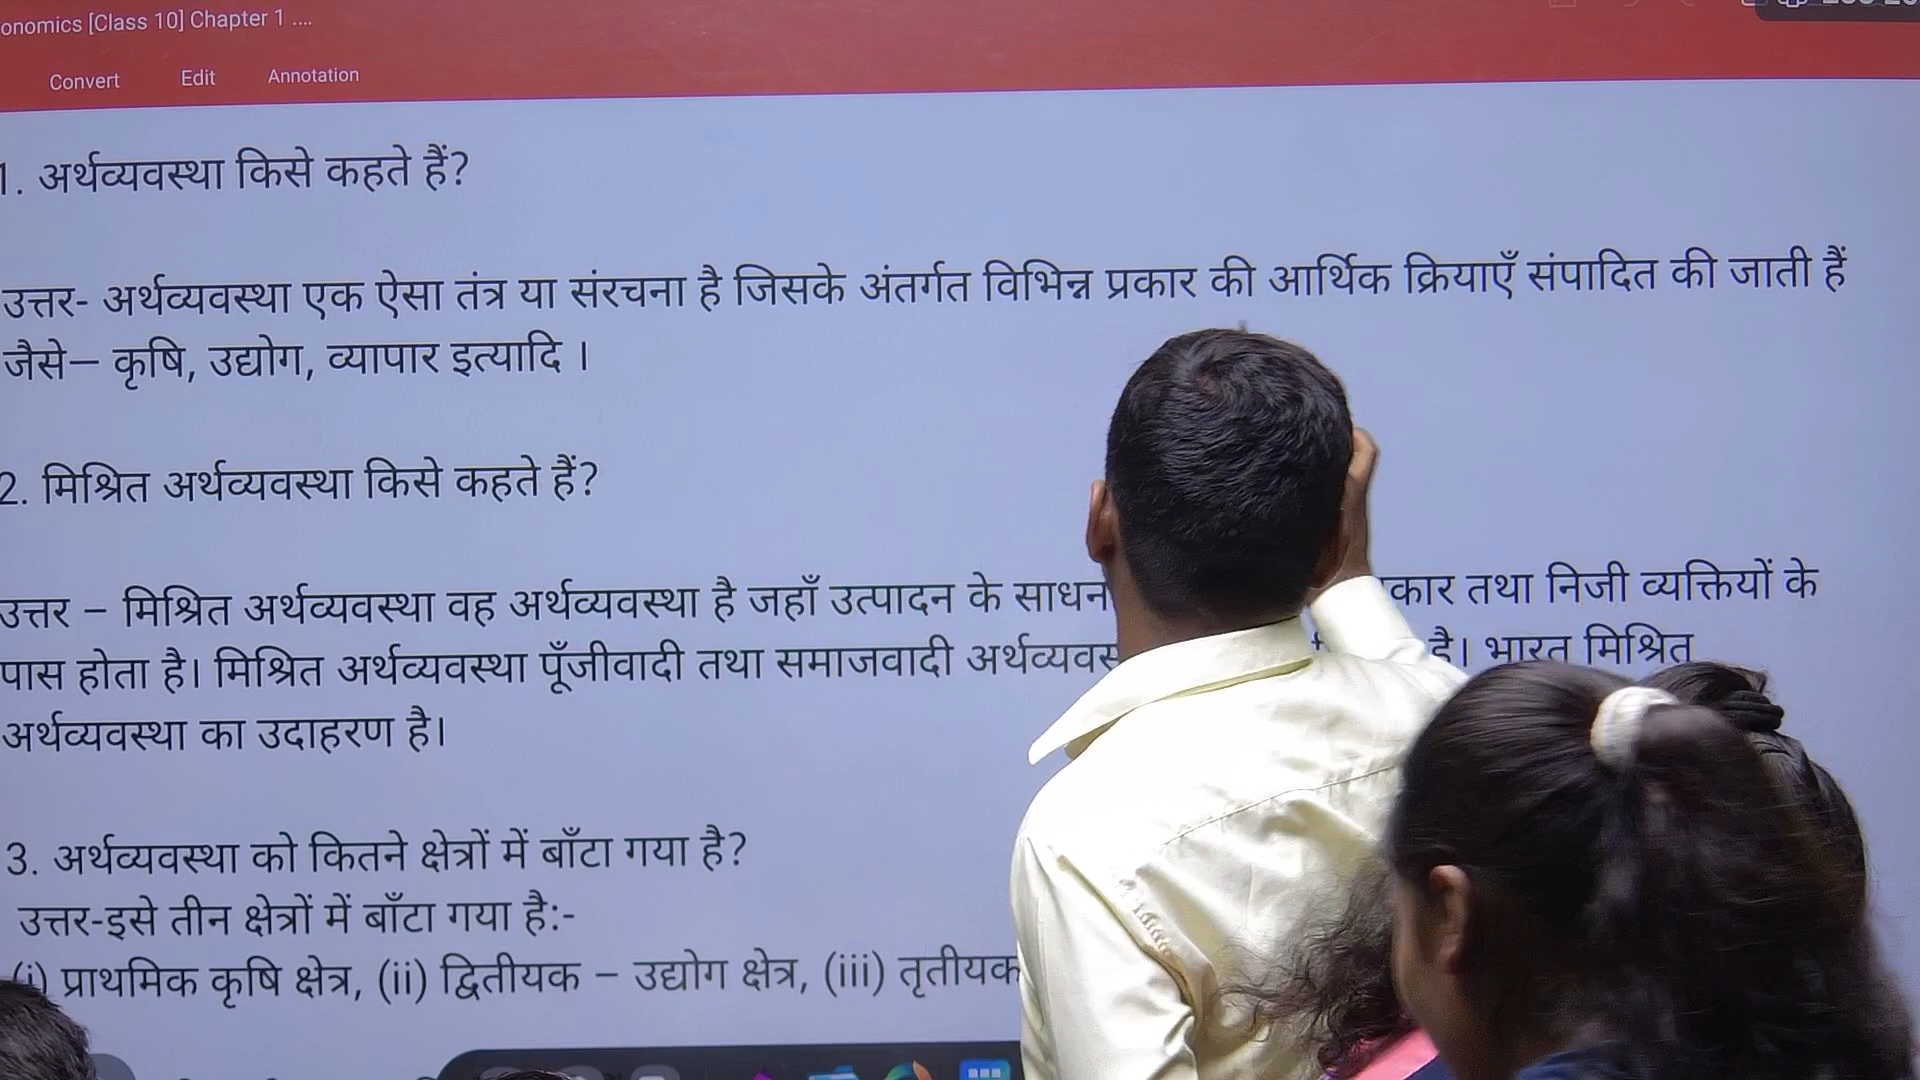 onomics [Class 10] Chapter 1 ....
Convert Edit Annotation
1. अर्थव्यवस्था किसे कहते हैं?
उत्तर- अर्थव्यवस्था एक ऐसा तंत्र या संरचना है जिसके अंतर्गत विभिन्न प्रकार की आर्थिक क्रियाएँ संपादित की जाती हैं
जैसे– कृषि, उद्योग, व्यापार इत्यादि ।
2. मिश्रित अर्थव्यवस्था किसे कहते हैं?
उत्तर – मिश्रित अर्थव्यवस्था वह अर्थव्यवस्था है जहाँ उत्पादन के साधन कार तथा निजी व्यक्तियों के
पास होता है। मिश्रित अर्थव्यवस्था पूँजीवादी तथा समाजवादी अर्थव्यवस है। भारत मिश्रित
अर्थव्यवस्था का उदाहरण है।
3. अर्थव्यवस्था को कितने क्षेत्रों में बाँटा गया है?
उत्तर-इसे तीन क्षेत्रों में बाँटा गया है:-
(i) प्राथमिक कृषि क्षेत्र, (ii) द्वितीयक – उद्योग क्षेत्र, (iii) तृतीयक